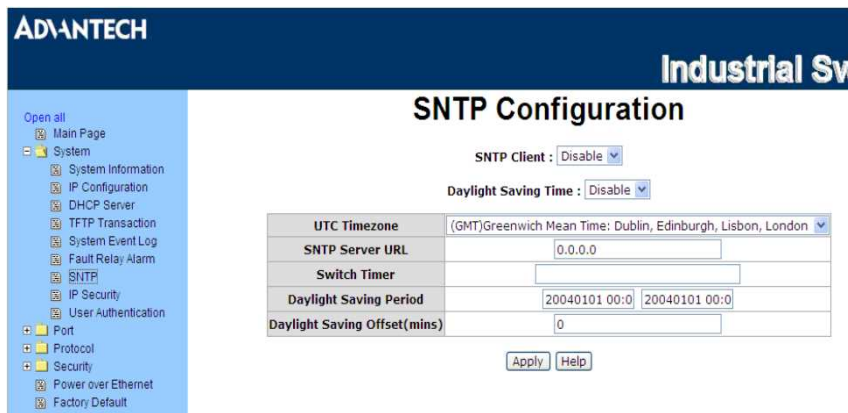 ADVANTECH
Industrial Sw
Open all
Main Page
System
System Information
IP Configuration
DHCP Server
TFTP Transaction
System Event Log
Fault Relay Alarm
SNTP
IP Security
User Authentication
Port
Protocol
Security
Power over Ethernet
Factory Default
SNTP Configuration
SNTP Client : Disable
Daylight Saving Time : Disable
UTC Timezone (GMT)Greenwich Mean Time: Dublin, Edinburgh, Lisbon, London
SNTP Server URL 0.0.0.0
Switch Timer
Daylight Saving Period 20040101 00:0 20040101 00:0
Daylight Saving Offset(mins) 0
Apply Help